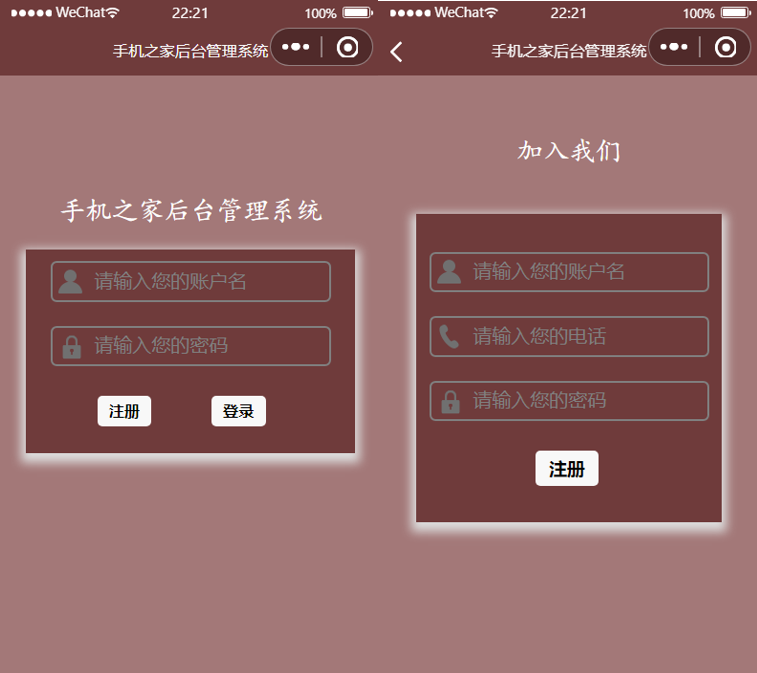 WeChat 22:21 100%
手机之家后台管理系统
手机之家后台管理系统
请输入您的账户名
请输入您的密码
注册 登录
WeChat 22:21 100%
手机之家后台管理系统
加入我们
请输入您的账户名
请输入您的电话
请输入您的密码
注册